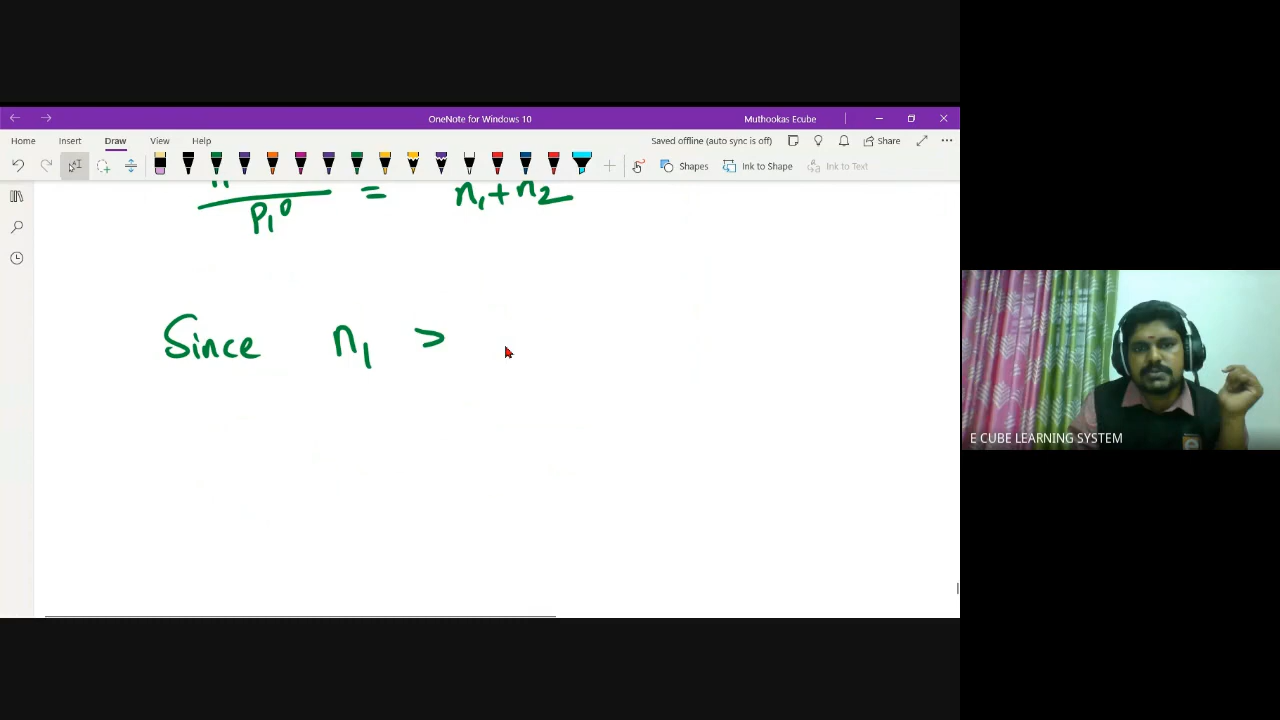 OneNote for Windows 10
Muthookas Ecube
Home Insert Draw View Help
Saved offline (auto sync is off)
Share
Shapes
Ink to Shape
Ink to Text
P₁⁰ = n₁+n₂
Since n₁ >
E CUBE LEARNING SYSTEM